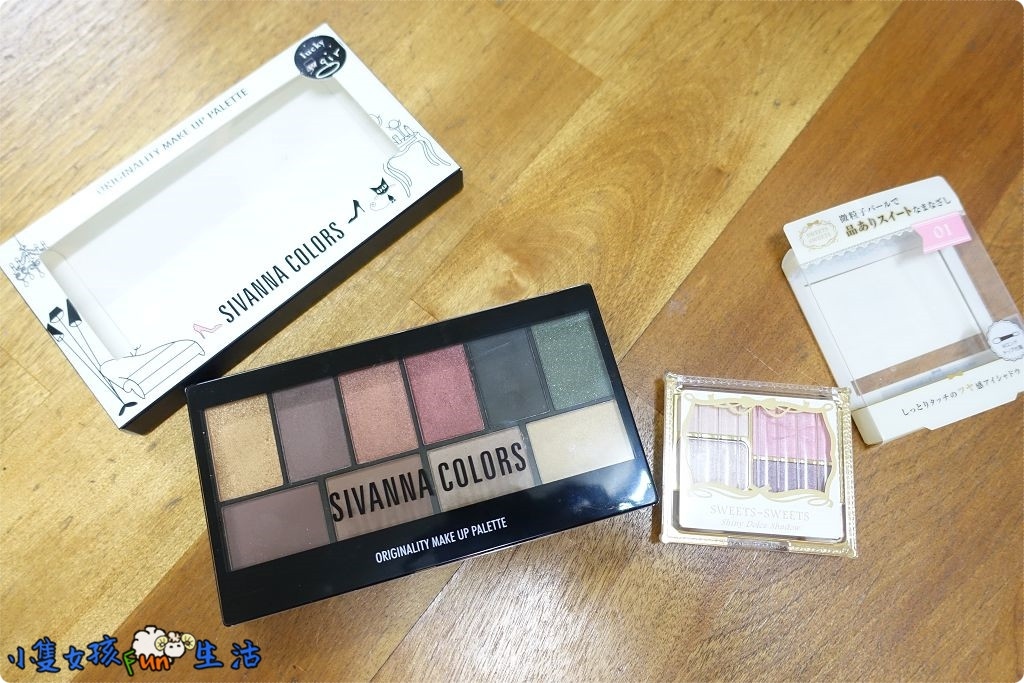 lucky
girl
ORIGINALITY MAKE UP PALETTE
SIVANNA COLORS
SIVANNA COLORS
ORIGINALITY MAKE UP PALETTE
微粒子パールで
品ありスイートなまなざし
01
しっとりタッチのツヤ感アイシャドウ
SWEETS~SWEETS
Shiny Dolce Shadow
小隻女孩Fun生活